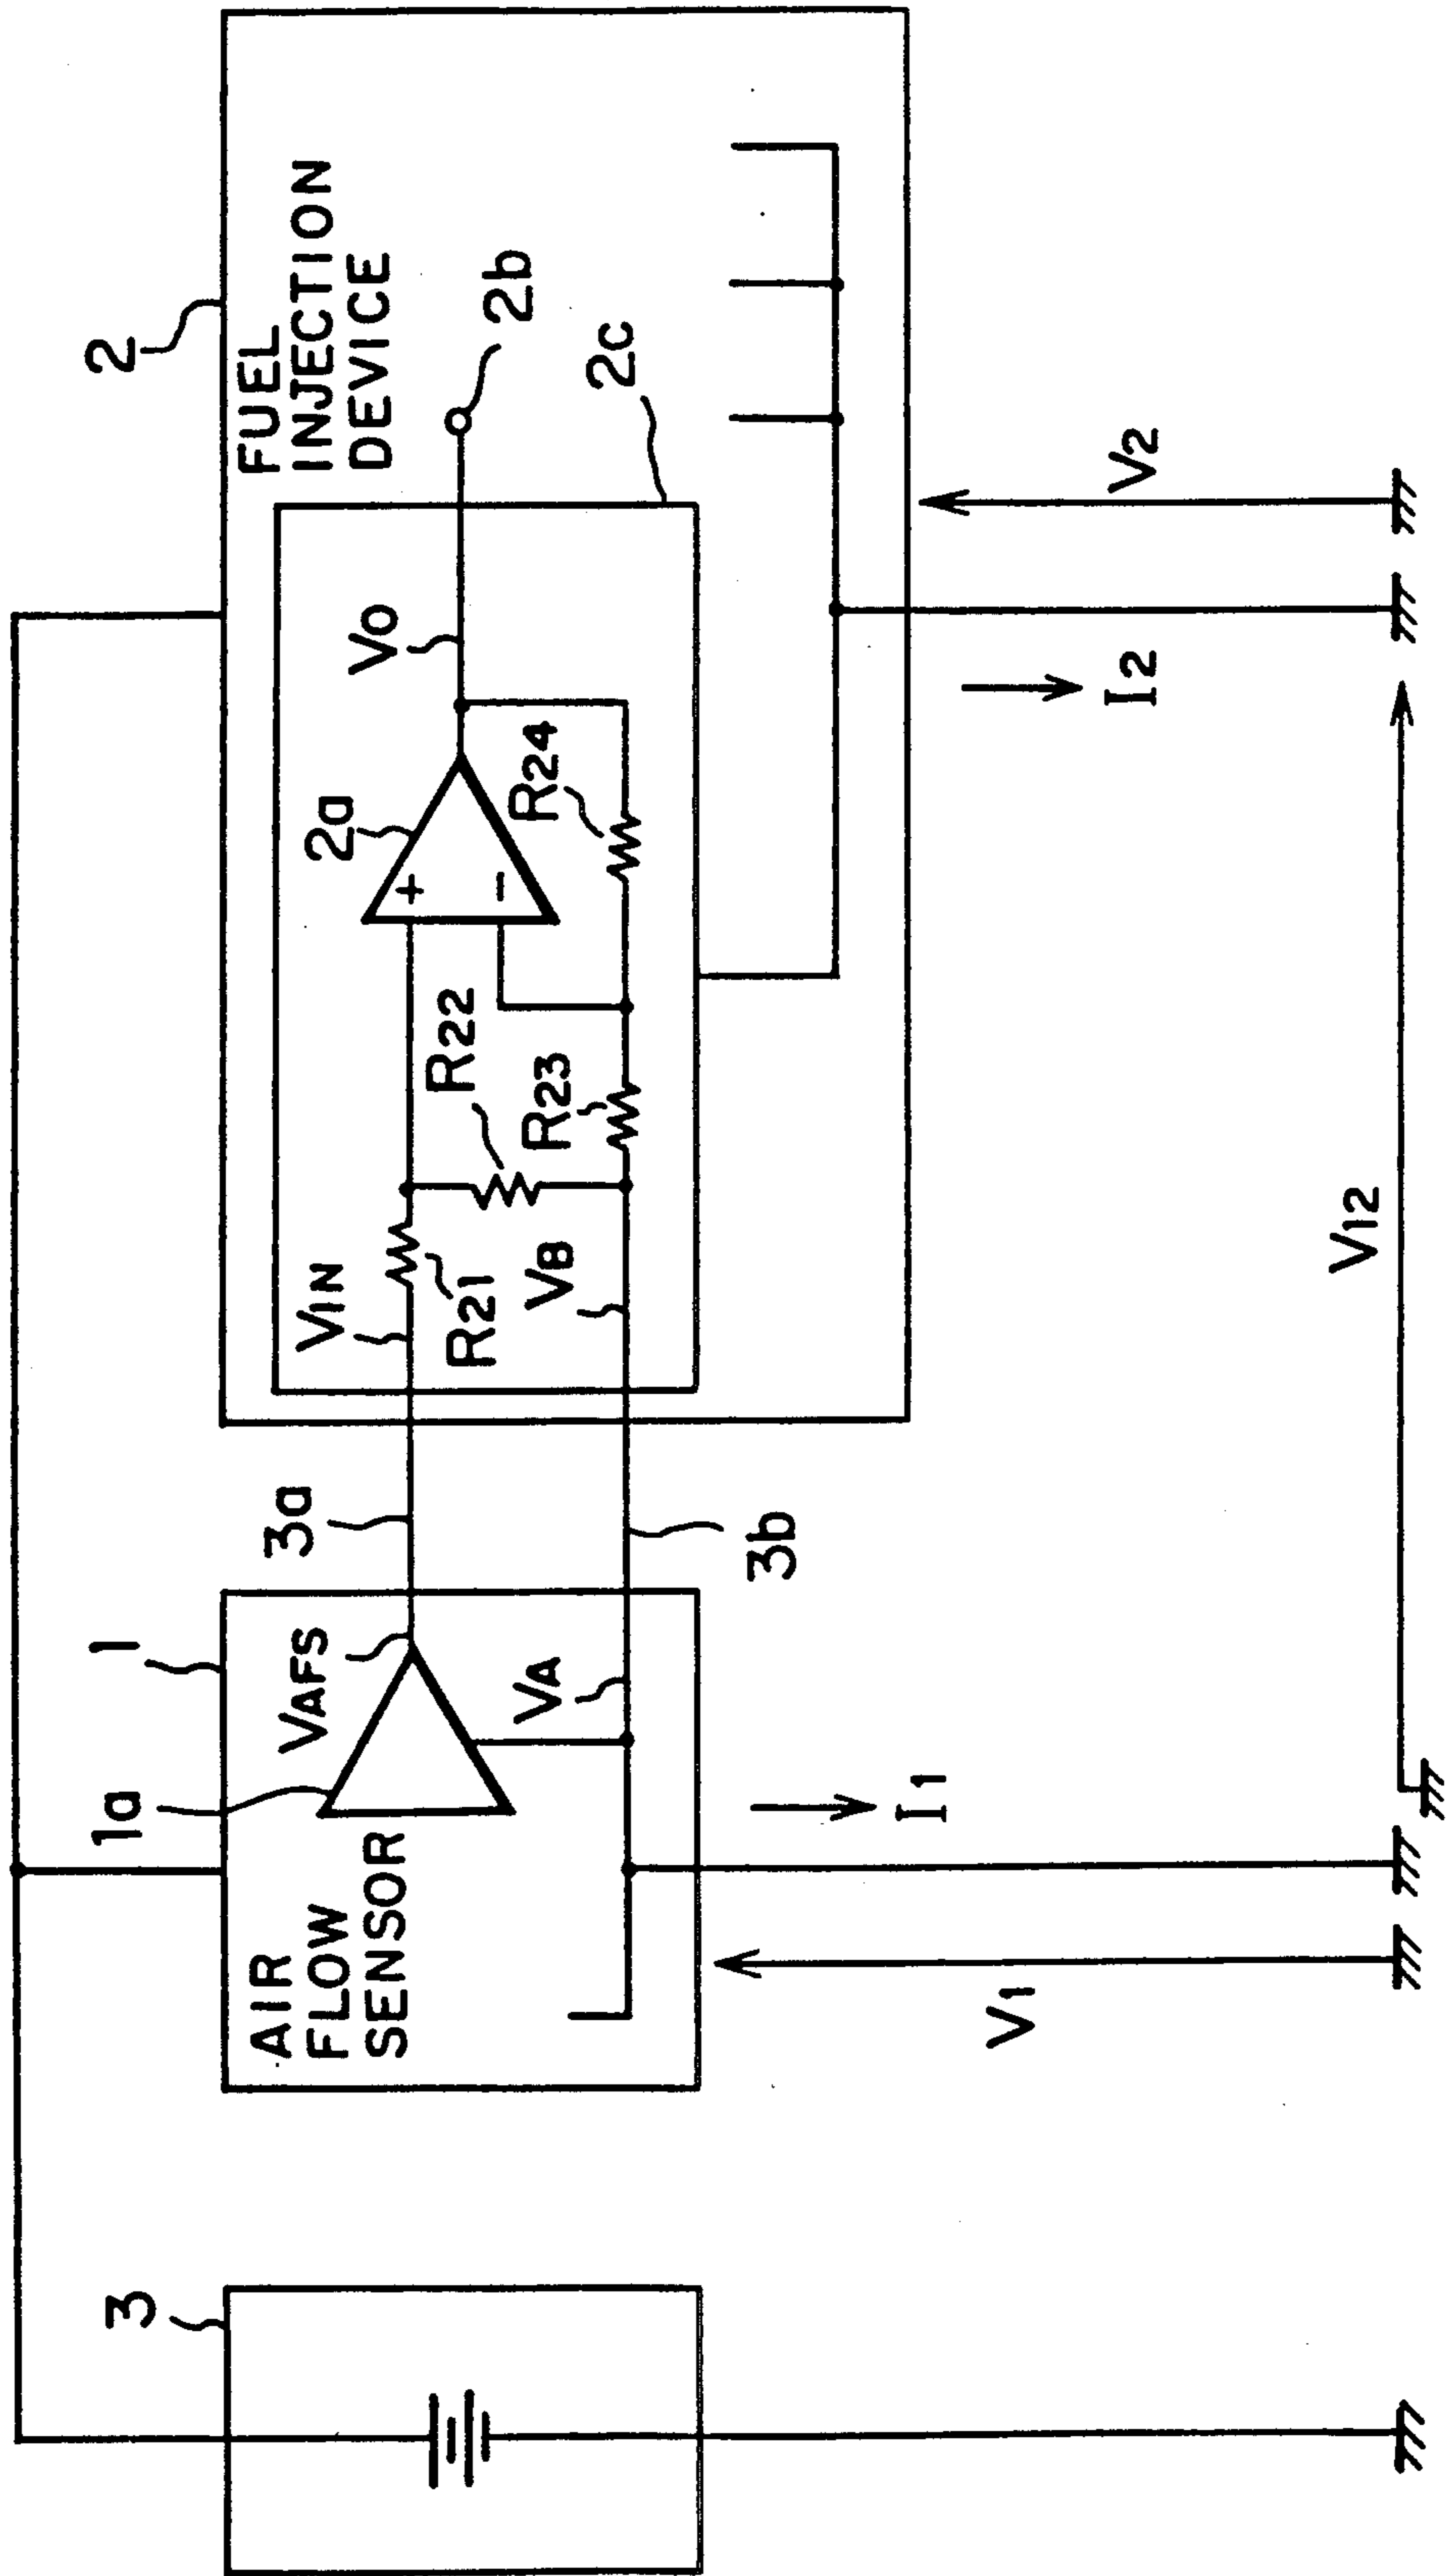 3
1
1a
AIR
FLOW
SENSOR
VAFS
VA
3a
3b
V1
I1
2
FUEL
INJECTION
DEVICE
2b
2c
VIN
R21
VB
R22
R23
2a
+
−
R24
VO
I2
V2
V12